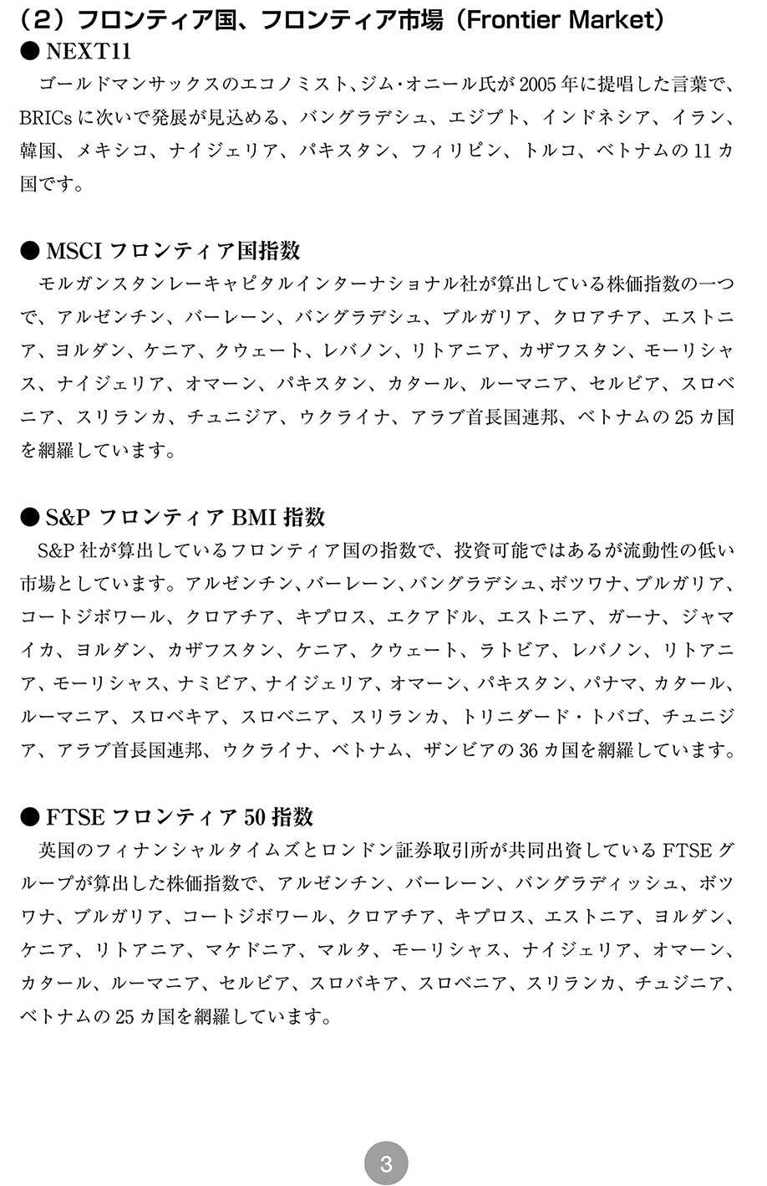 （２）フロンティア国、フロンティア市場（Frontier Market）
● NEXT11
　ゴールドマンサックスのエコノミスト、ジム・オニール氏が 2005 年に提唱した言葉で、
BRICs に次いで発展が見込める、バングラデシュ、エジプト、インドネシア、イラン、
韓国、メキシコ、ナイジェリア、パキスタン、フィリピン、トルコ、ベトナムの 11 カ
国です。
● MSCI フロンティア国指数
　モルガンスタンレーキャピタルインターナショナル社が算出している株価指数の一つ
で、アルゼンチン、バーレーン、バングラデシュ、ブルガリア、クロアチア、エストニ
ア、ヨルダン、ケニア、クウェート、レバノン、リトアニア、カザフスタン、モーリシャ
ス、ナイジェリア、オマーン、パキスタン、カタール、ルーマニア、セルビア、スロベ
ニア、スリランカ、チュニジア、ウクライナ、アラブ首長国連邦、ベトナムの 25 カ国
を網羅しています。
● S&P フロンティア BMI 指数
　S&P 社が算出しているフロンティア国の指数で、投資可能ではあるが流動性の低い
市場としています。アルゼンチン、バーレーン、バングラデシュ、ボツワナ、ブルガリア、
コートジボワール、クロアチア、キプロス、エクアドル、エストニア、ガーナ、ジャマ
イカ、ヨルダン、カザフスタン、ケニア、クウェート、ラトビア、レバノン、リトアニ
ア、モーリシャス、ナミビア、ナイジェリア、オマーン、パキスタン、パナマ、カタール、
ルーマニア、スロベキア、スロベニア、スリランカ、トリニダード・トバゴ、チュニジ
ア、アラブ首長国連邦、ウクライナ、ベトナム、ザンビアの 36 カ国を網羅しています。
● FTSE フロンティア 50 指数
　英国のフィナンシャルタイムズとロンドン証券取引所が共同出資している FTSE グ
ループが算出した株価指数で、アルゼンチン、バーレーン、バングラディッシュ、ボツ
ワナ、ブルガリア、コートジボワール、クロアチア、キプロス、エストニア、ヨルダン、
ケニア、リトアニア、マケドニア、マルタ、モーリシャス、ナイジェリア、オマーン、
カタール、ルーマニア、セルビア、スロバキア、スロベニア、スリランカ、チュジニア、
ベトナムの 25 カ国を網羅しています。
3